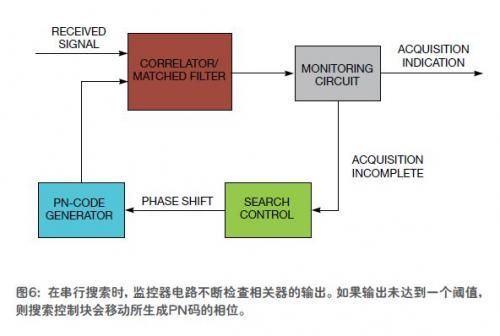 RECEIVED
SIGNAL
CORRELATOR/
MATCHED FILTER
MONITORING
CIRCUIT
ACQUISITION
INDICATION
ACQUISITION
INCOMPLETE
PN-CODE
GENERATOR
PHASE SHIFT
SEARCH
CONTROL
图6: 在串行搜索时, 监控器电路不断检查相关器的输出。如果输出未达到一个阈值,
则搜索控制块会移动所生成PN码的相位。